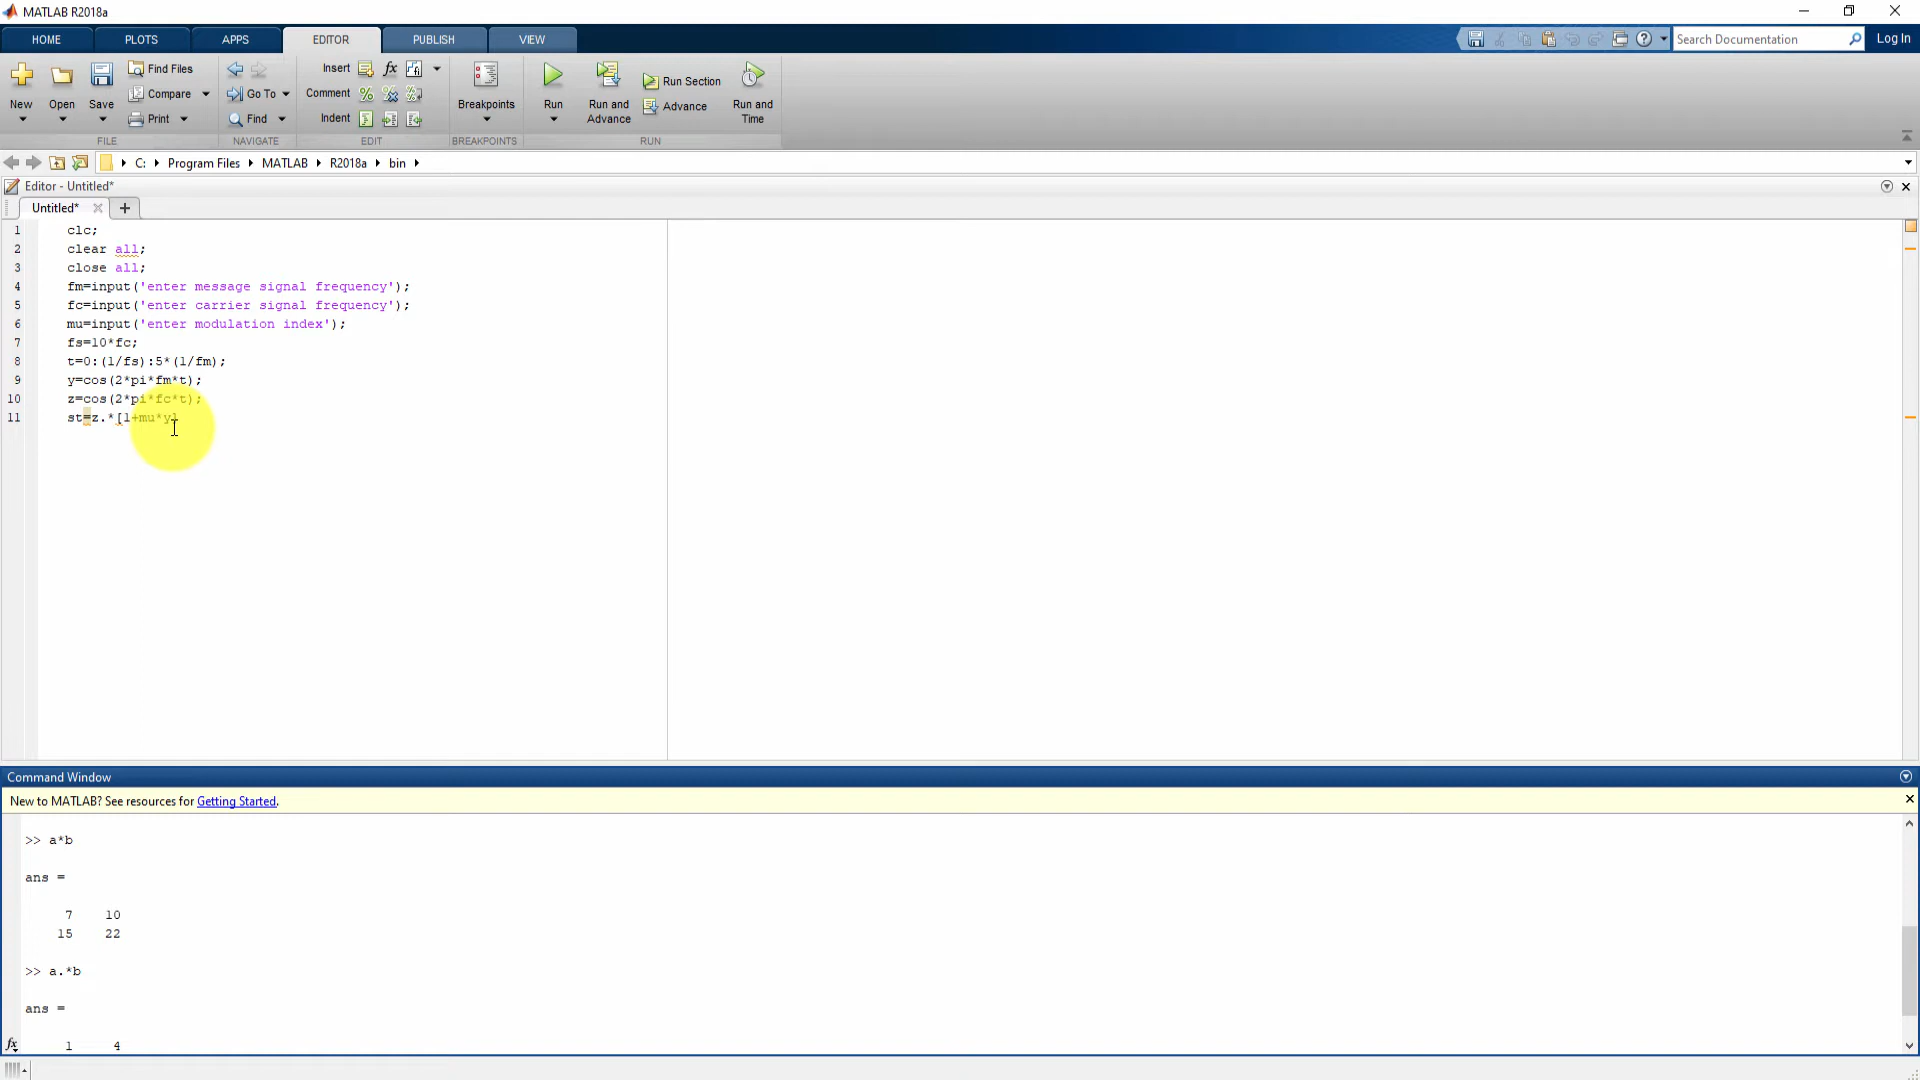 MATLAB R2018a
HOME PLOTS APPS EDITOR PUBLISH VIEW Search Documentation Log In
New Open Save Find Files Compare Print Go To Find Insert fx Comment Indent Breakpoints Run Run and Advance Run Section Advance Run and Time
FILE NAVIGATE EDIT BREAKPOINTS RUN
C: Program Files MATLAB R2018a bin
Editor - Untitled*
Untitled*
1 clc;
2 clear all;
3 close all;
4 fm=input('enter message signal frequency');
5 fc=input('enter carrier signal frequency');
6 mu=input('enter modulation index');
7 fs=10*fc;
8 t=0:(1/fs):5*(1/fm);
9 y=cos(2*pi*fm*t);
10 z=cos(2*pi*fc*t);
11 st=z.*[1+mu*y]
Command Window
New to MATLAB? See resources for Getting Started.
>> a*b
ans =
7 10
15 22
>> a.*b
ans =
fx 1 4